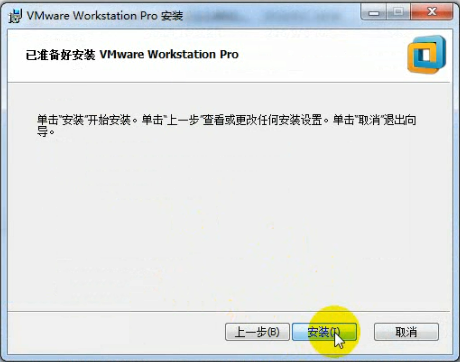 VMware Workstation Pro 安装
已准备好安装 VMware Workstation Pro
单击“安装”开始安装。单击“上一步”查看或更改任何安装设置。单击“取消”退出向
导。
上一步(B)
安装(I)
取消